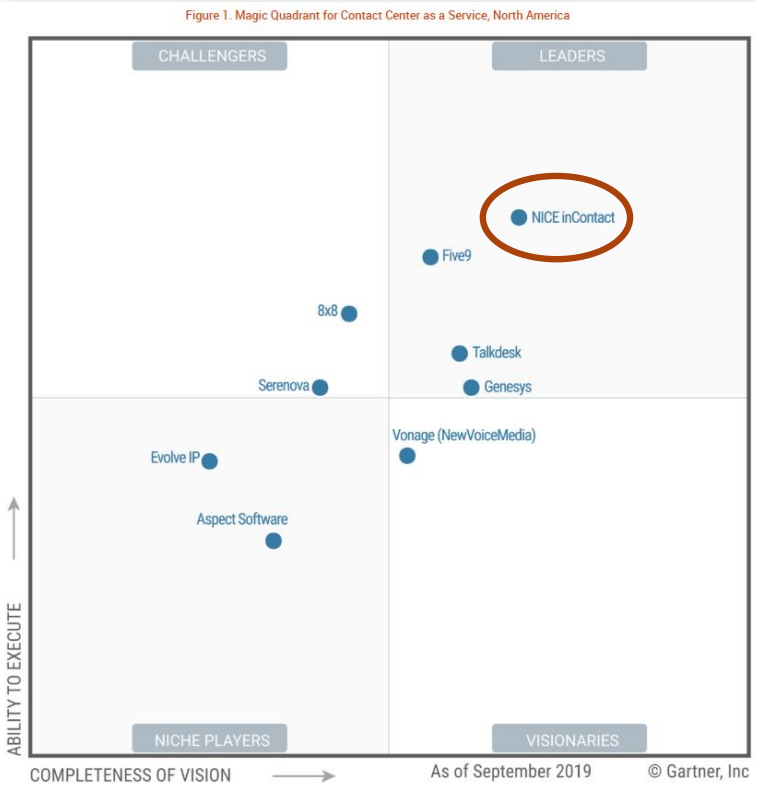 Figure 1. Magic Quadrant for Contact Center as a Service, North America
CHALLENGERS
LEADERS
NICE inContact
Five9
8x8
Talkdesk
Serenova
Genesys
Vonage (NewVoiceMedia)
Evolve IP
Aspect Software
ABILITY TO EXECUTE
NICHE PLAYERS
VISIONARIES
COMPLETENESS OF VISION
As of September 2019
© Gartner, Inc